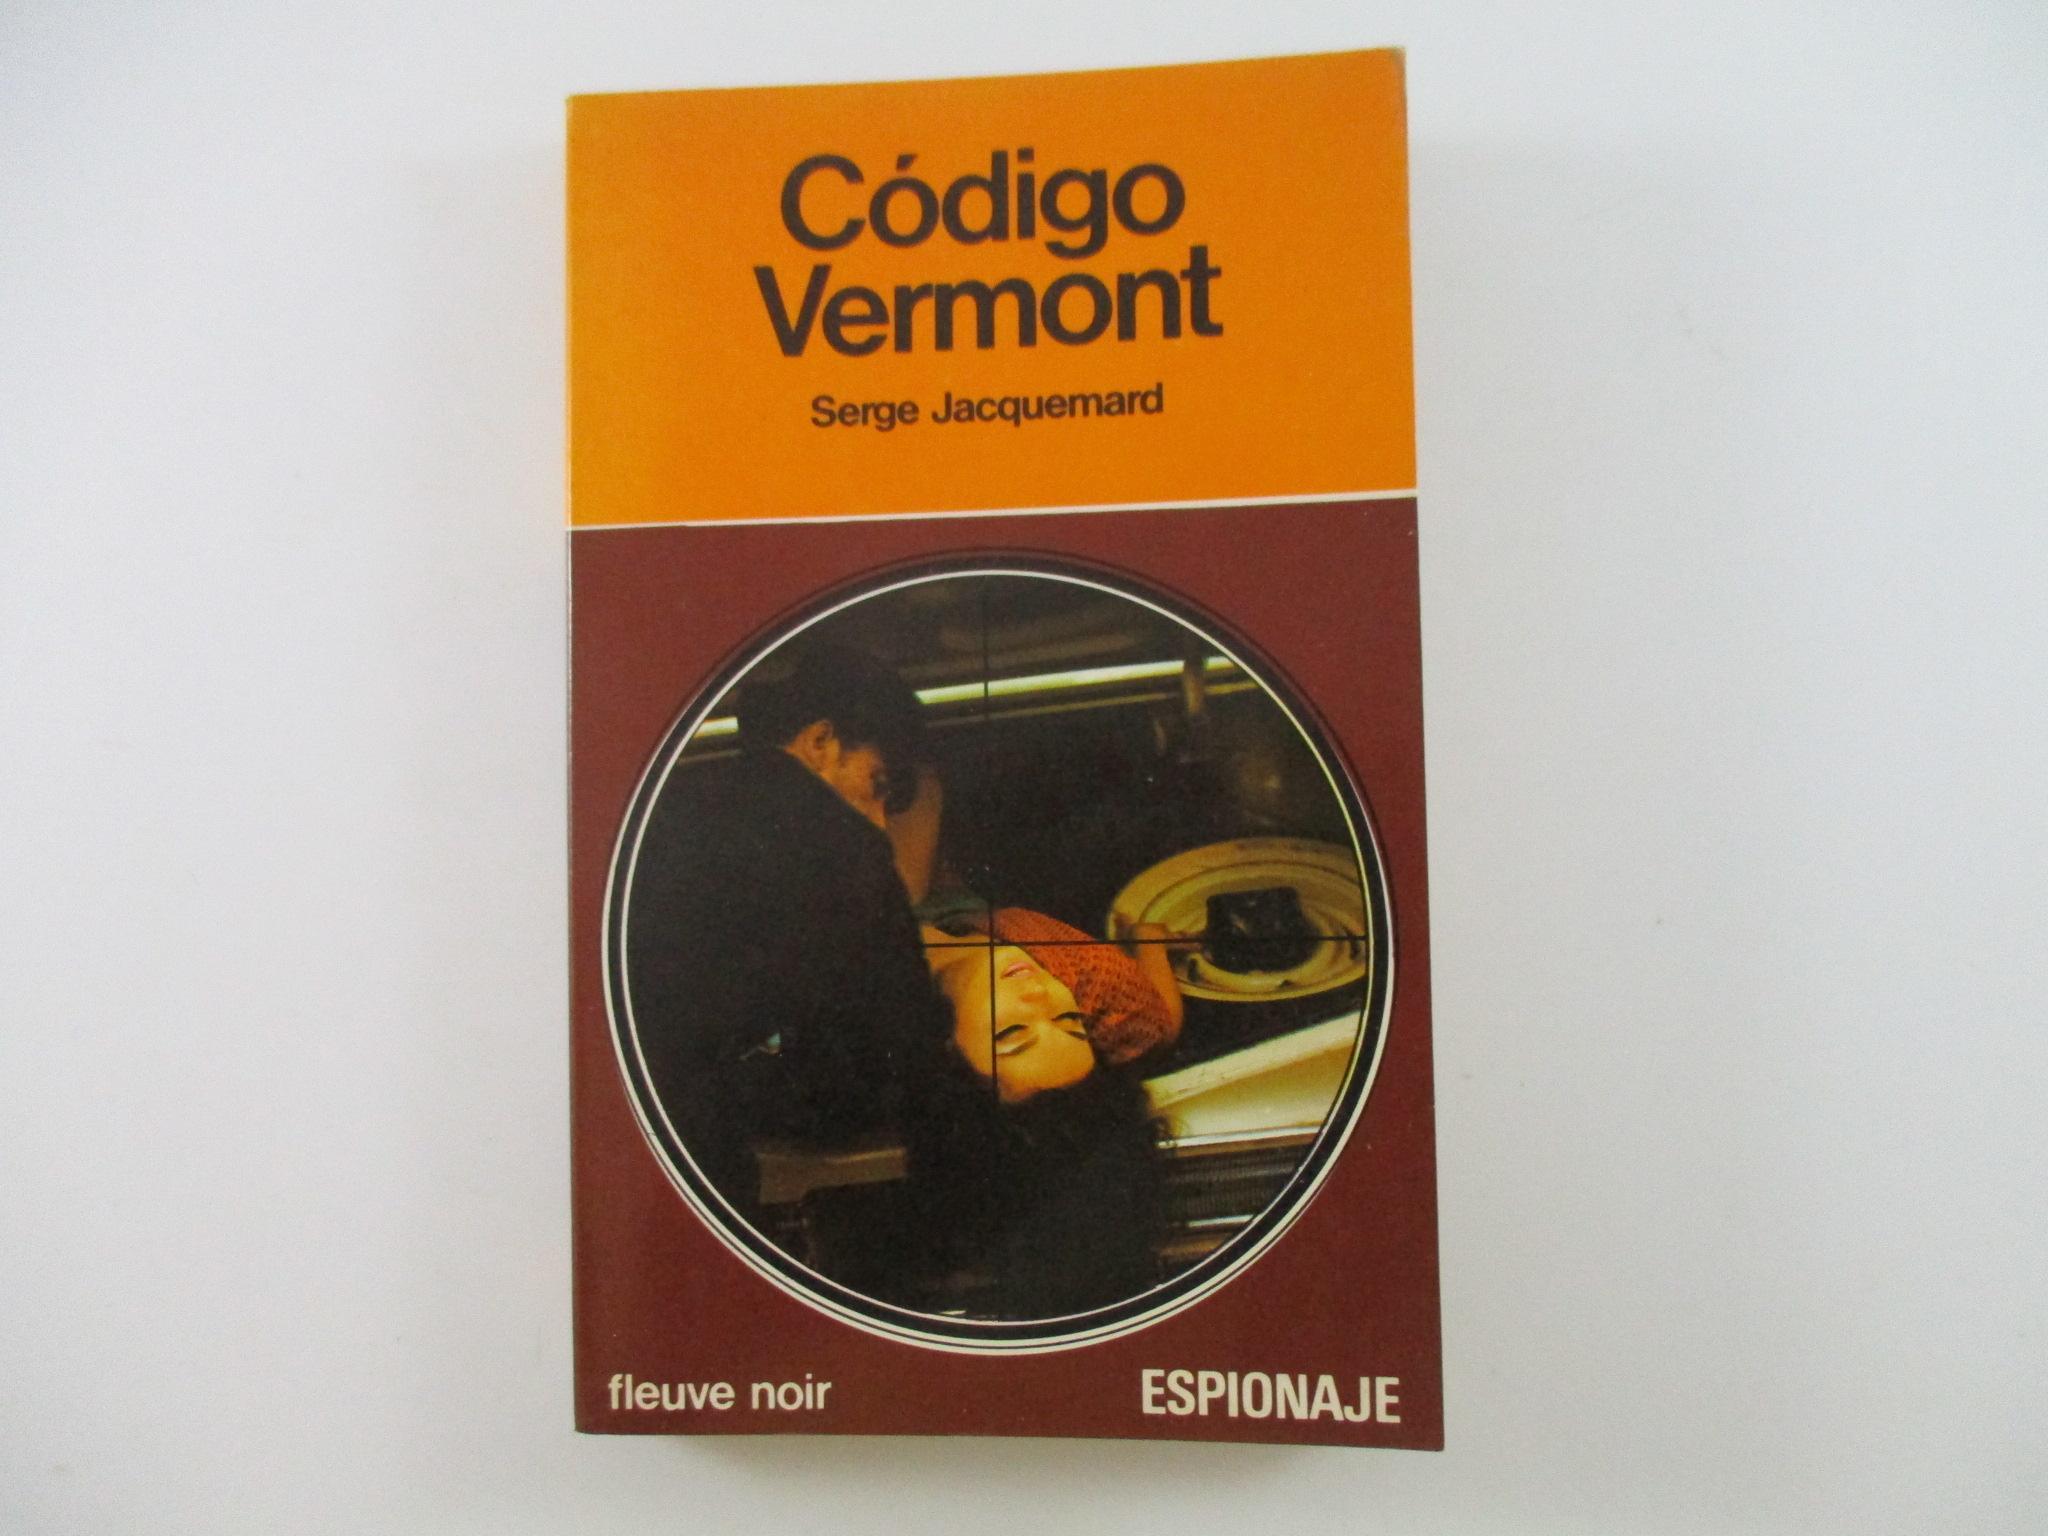 Código
Vermont
Serge Jacquemard
fleuve noir
ESPIONAJE